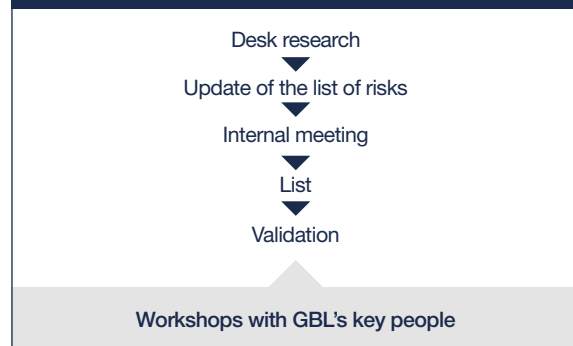 Desk research
Update of the list of risks
Internal meeting
List
Validation
Workshops with GBL's key people